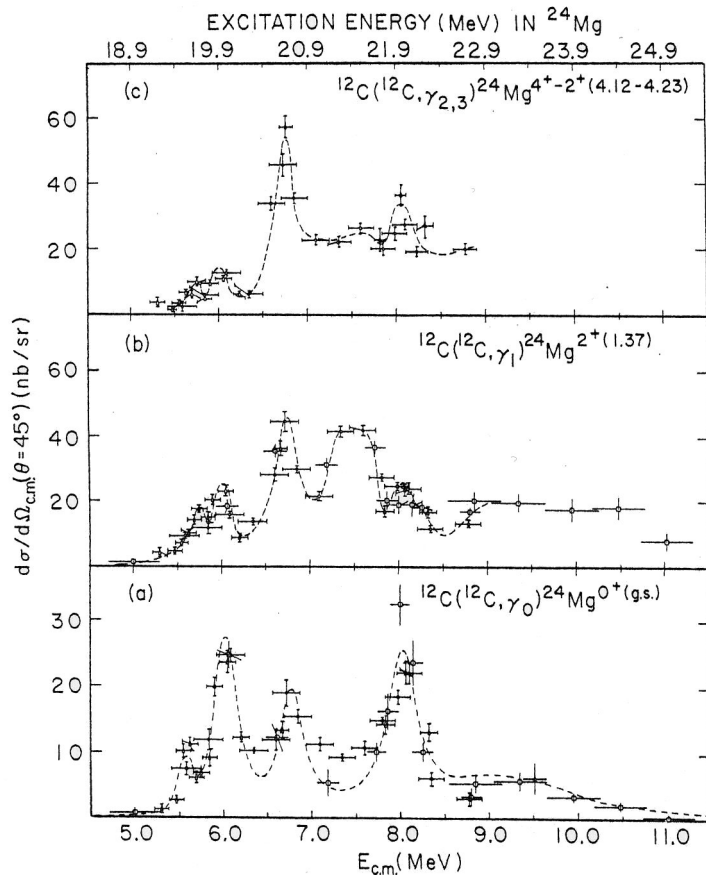 EXCITATION ENERGY (MeV) IN ²⁴Mg
18.9 19.9 20.9 21.9 22.9 23.9 24.9
(c) ¹²C(¹²C,γ₂,₃)²⁴Mg⁴⁺⁻²⁺(4.12-4.23)
60
40
20
(b) ¹²C(¹²C,γ₁)²⁴Mg²⁺(1.37)
60
40
20
dσ/dΩc.m.(θ=45°)(nb/sr)
(a) ¹²C(¹²C,γ₀)²⁴Mg⁰⁺(g.s.)
30
20
10
5.0 6.0 7.0 8.0 9.0 10.0 11.0
Ec.m.(MeV)